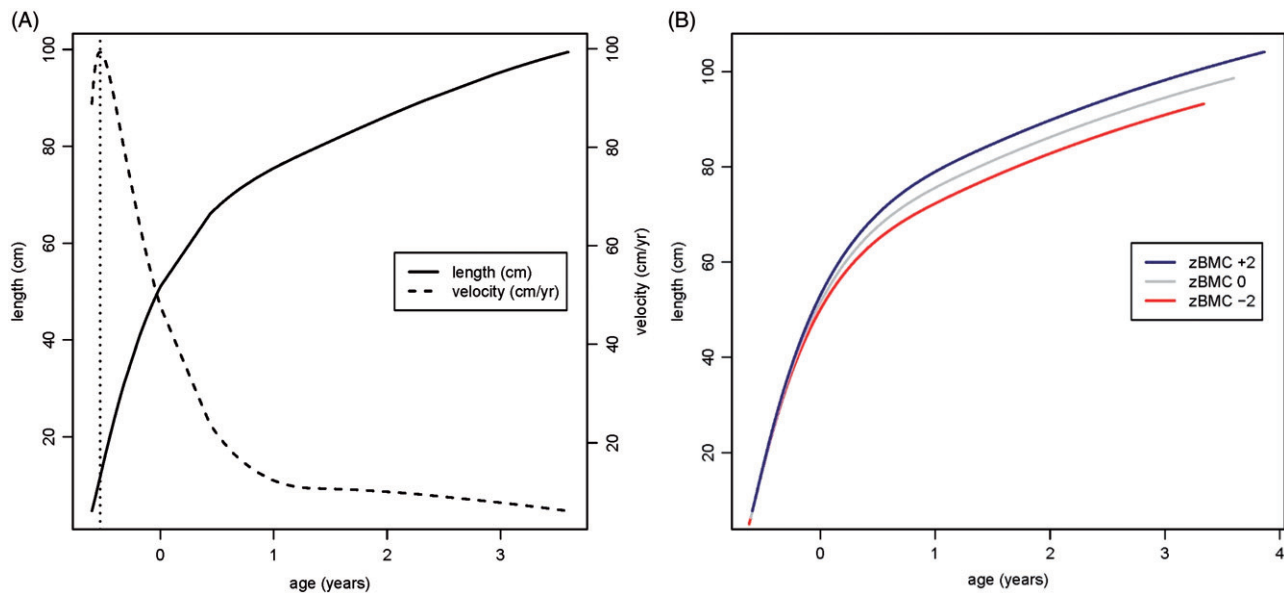 (A)
length (cm)
100
80
60
40
20
0 1 2 3
age (years)
100
80
60
40
20
velocity (cm/yr)
length (cm)
velocity (cm/yr)
(B)
length (cm)
100
80
60
40
20
0 1 2 3 4
age (years)
zBMC +2
zBMC 0
zBMC −2